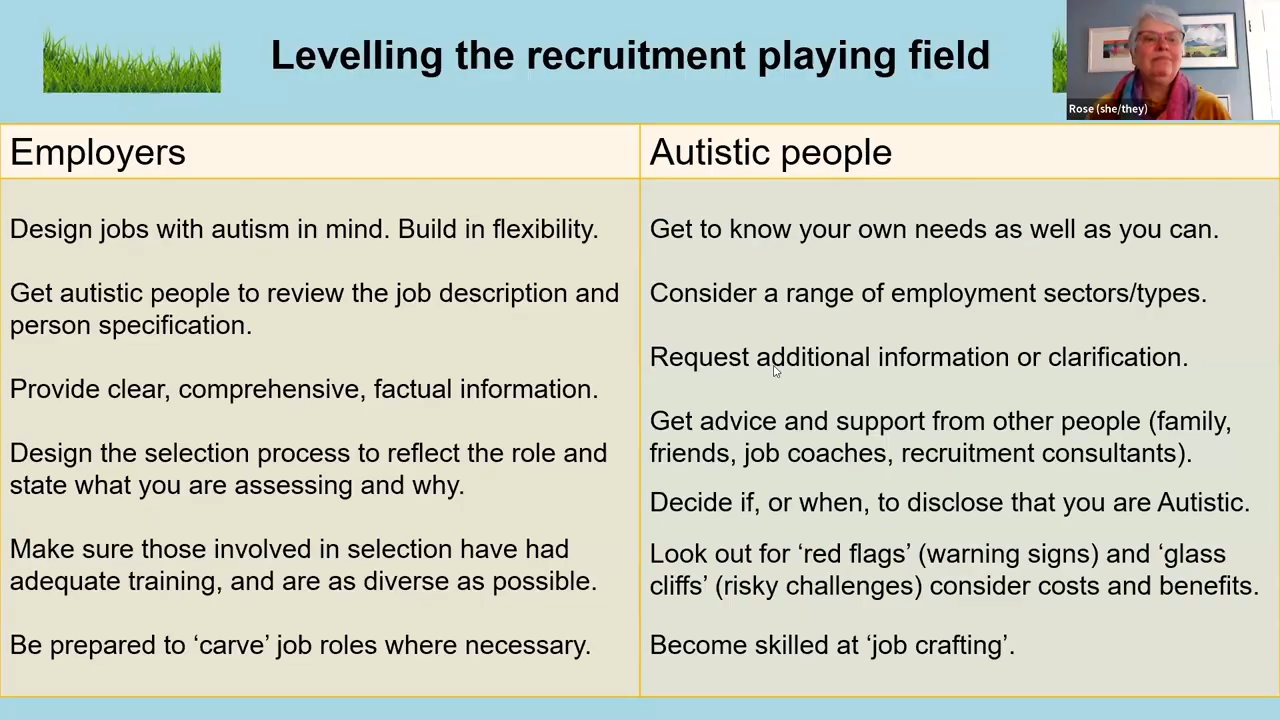 Levelling the recruitment playing field
Rose (she/they)
Employers
Design jobs with autism in mind. Build in flexibility.
Get autistic people to review the job description and
person specification.
Provide clear, comprehensive, factual information.
Design the selection process to reflect the role and
state what you are assessing and why.
Make sure those involved in selection have had
adequate training, and are as diverse as possible.
Be prepared to ‘carve’ job roles where necessary.
Autistic people
Get to know your own needs as well as you can.
Consider a range of employment sectors/types.
Request additional information or clarification.
Get advice and support from other people (family,
friends, job coaches, recruitment consultants).
Decide if, or when, to disclose that you are Autistic.
Look out for ‘red flags’ (warning signs) and ‘glass
cliffs’ (risky challenges) consider costs and benefits.
Become skilled at ‘job crafting’.